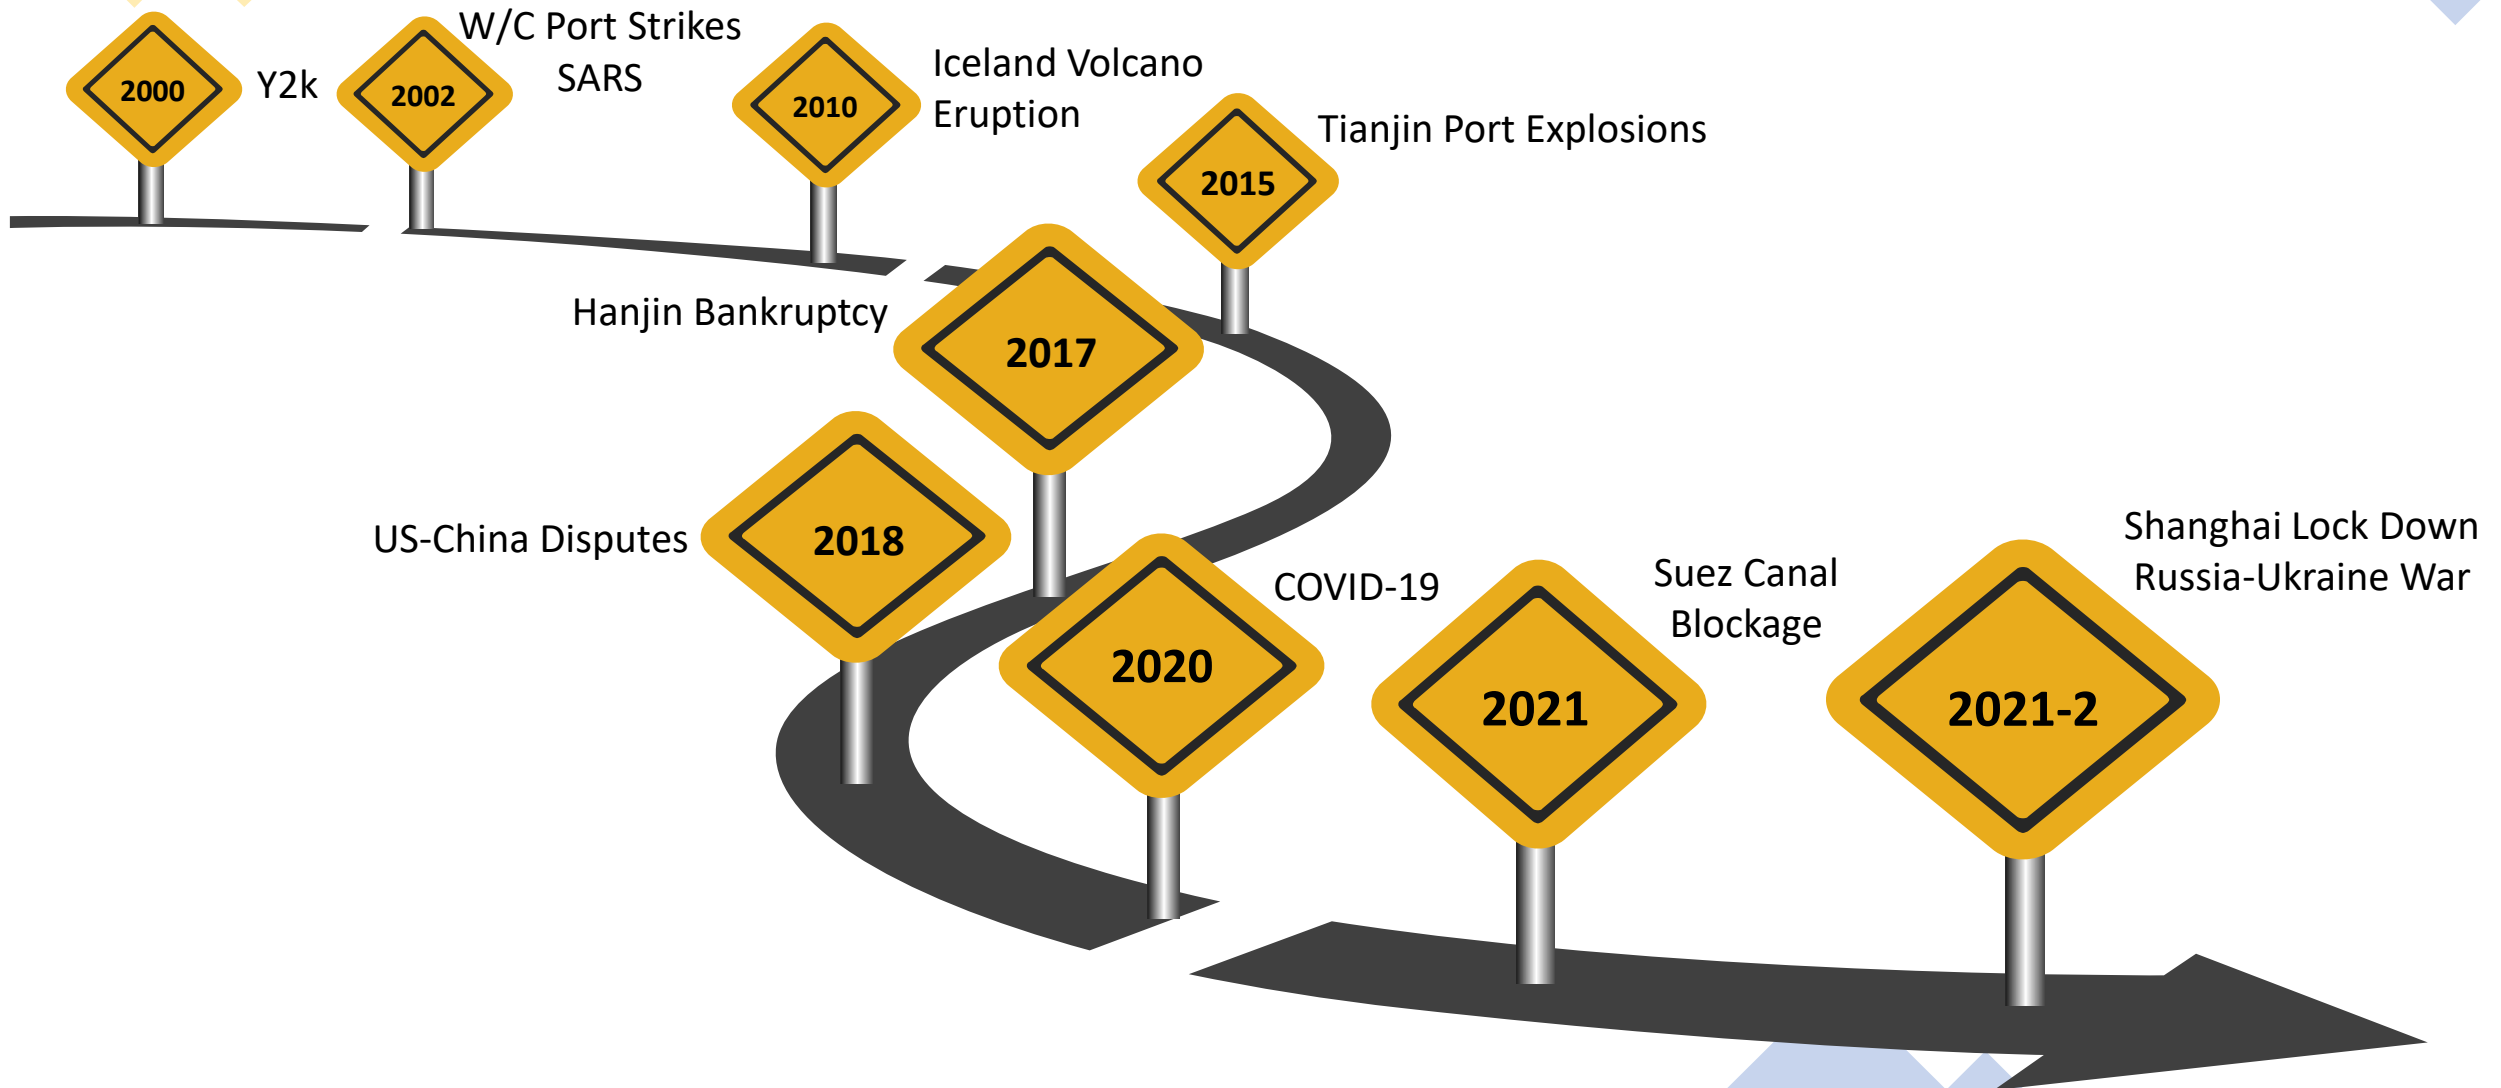 2000
Y2k
2002
W/C Port Strikes
SARS
2010
Iceland Volcano
Eruption
2015
Tianjin Port Explosions
Hanjin Bankruptcy
2017
US-China Disputes
2018
2020
COVID-19
2021
Suez Canal
Blockage
2021-2
Shanghai Lock Down
Russia-Ukraine War